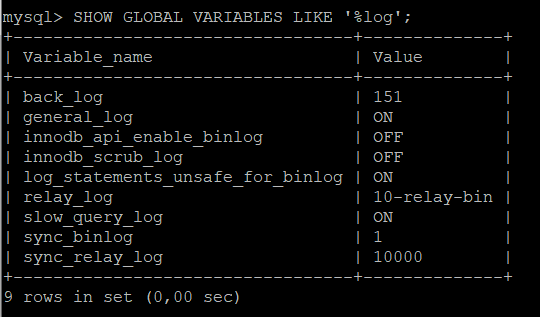 mysql> SHOW GLOBAL VARIABLES LIKE '%log';
+----------------------------------+--------------+
| Variable_name                    | Value        |
+----------------------------------+--------------+
| back_log                         | 151          |
| general_log                      | ON           |
| innodb_api_enable_binlog         | OFF          |
| innodb_scrub_log                 | OFF          |
| log_statements_unsafe_for_binlog | ON           |
| relay_log                        | 10-relay-bin |
| slow_query_log                   | ON           |
| sync_binlog                      | 1            |
| sync_relay_log                   | 10000        |
+----------------------------------+--------------+
9 rows in set (0,00 sec)